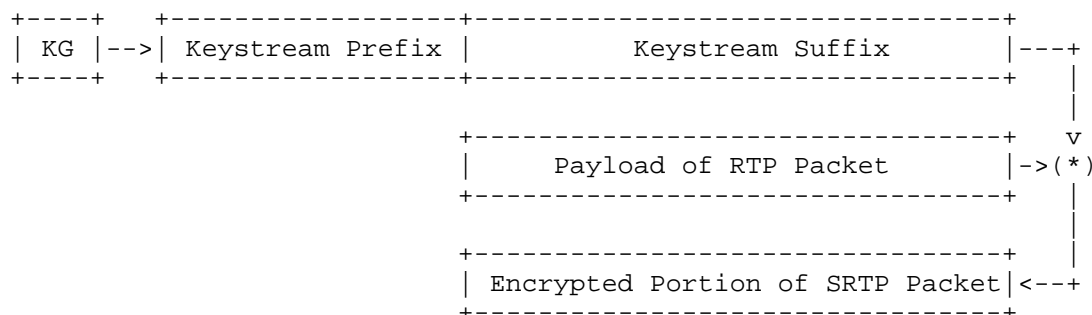 +----+   +------------------+---------------------------------+
| KG |-->| Keystream Prefix |          Keystream Suffix       |---+
+----+   +------------------+---------------------------------+   |
                                                                  |
                            +---------------------------------+   v
                            |     Payload of RTP Packet       |->(*)
                            +---------------------------------+   |
                                                                  |
                            +---------------------------------+   |
                            | Encrypted Portion of SRTP Packet|<--+
                            +---------------------------------+